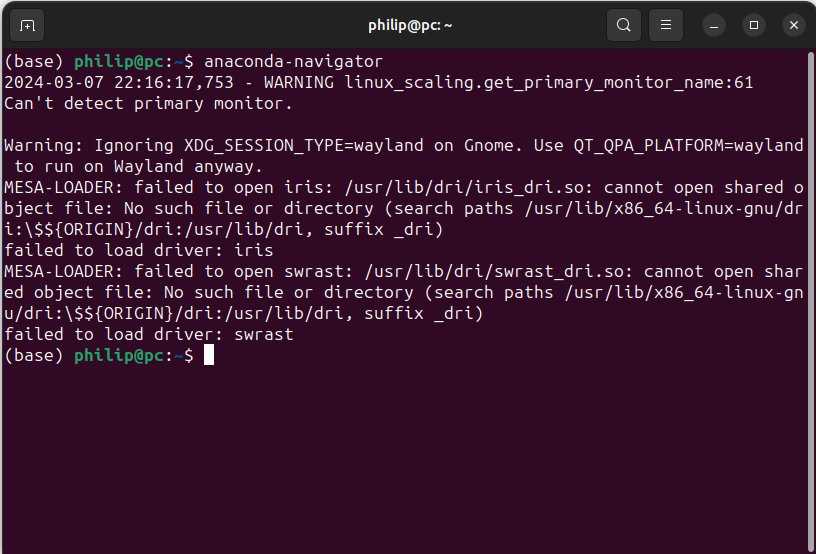 philip@pc: ~
(base) philip@pc:~$ anaconda-navigator
2024-03-07 22:16:17,753 - WARNING linux_scaling.get_primary_monitor_name:61
Can't detect primary monitor.
Warning: Ignoring XDG_SESSION_TYPE=wayland on Gnome. Use QT_QPA_PLATFORM=wayland
 to run on Wayland anyway.
MESA-LOADER: failed to open iris: /usr/lib/dri/iris_dri.so: cannot open shared o
bject file: No such file or directory (search paths /usr/lib/x86_64-linux-gnu/dr
i:\$${ORIGIN}/dri:/usr/lib/dri, suffix _dri)
failed to load driver: iris
MESA-LOADER: failed to open swrast: /usr/lib/dri/swrast_dri.so: cannot open shar
ed object file: No such file or directory (search paths /usr/lib/x86_64-linux-gn
u/dri:\$${ORIGIN}/dri:/usr/lib/dri, suffix _dri)
failed to load driver: swrast
(base) philip@pc:~$